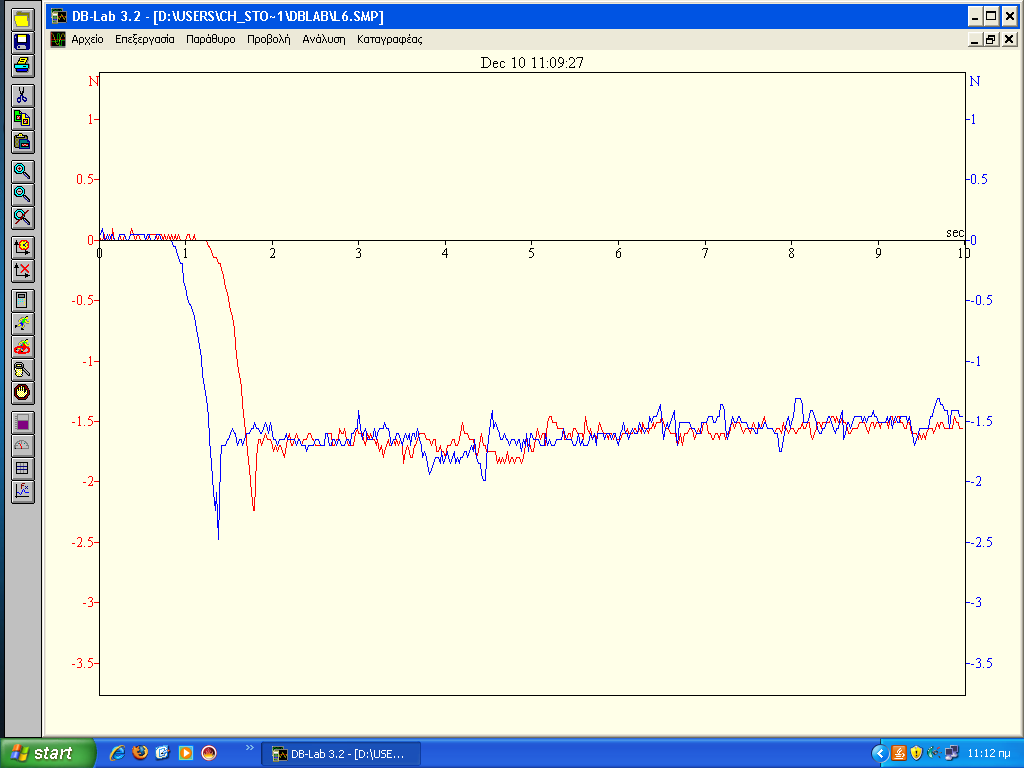 DB-Lab 3.2 - [D:\USERS\CH_STO~1\DBLAB\L6.SMP]
Αρχείο Επεξεργασία Παράθυρο Προβολή Ανάλυση Καταγραφέας
Dec 10 11:09:27
N N
1 1
0.5 0.5
sec
0 0
0 1 2 3 4 5 6 7 8 9 10
-0.5 -0.5
-1 -1
-1.5 -1.5
-2 -2
-2.5 -2.5
-3 -3
-3.5 -3.5
start DB-Lab 3.2 - [D:\USE... 11:12 πμ